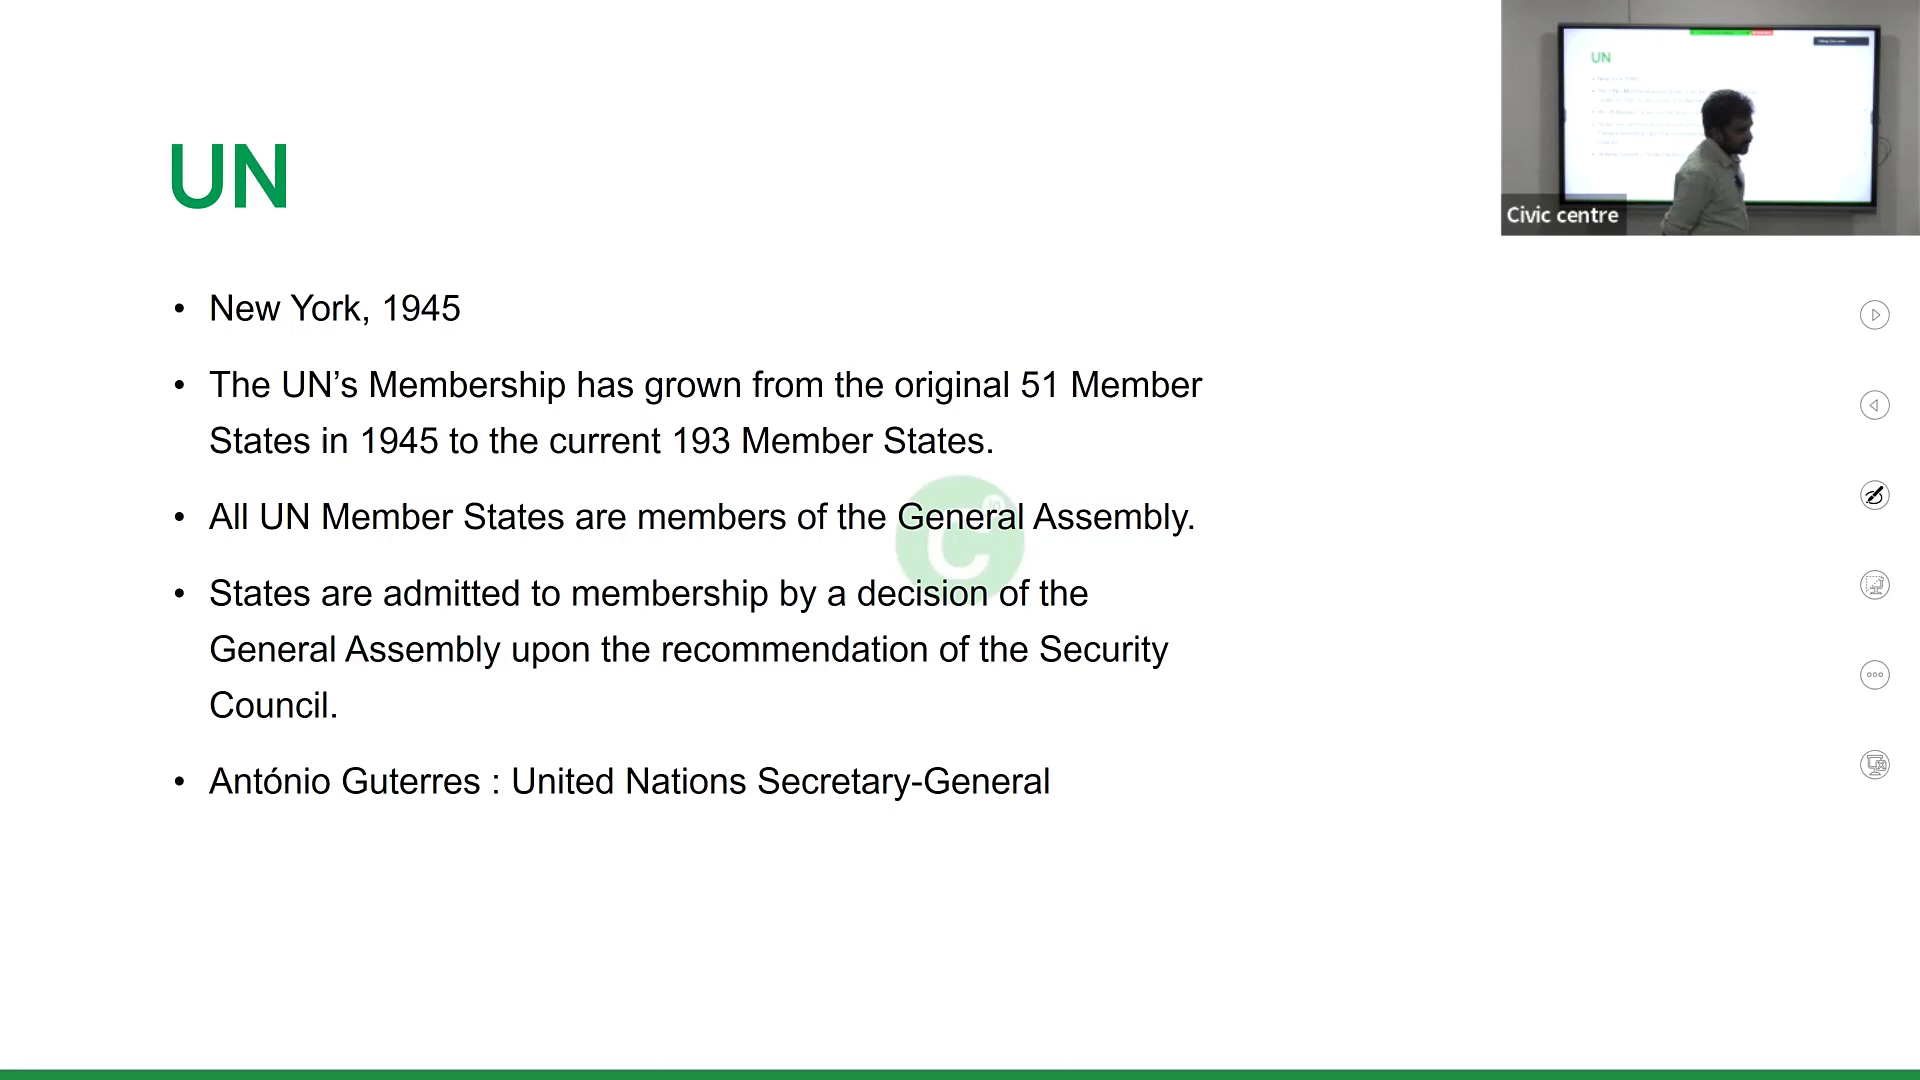 UN
• New York, 1945
• The UN’s Membership has grown from the original 51 Member
States in 1945 to the current 193 Member States.
• All UN Member States are members of the General Assembly.
• States are admitted to membership by a decision of the
General Assembly upon the recommendation of the Security
Council.
• António Guterres : United Nations Secretary-General
UN
Civic centre